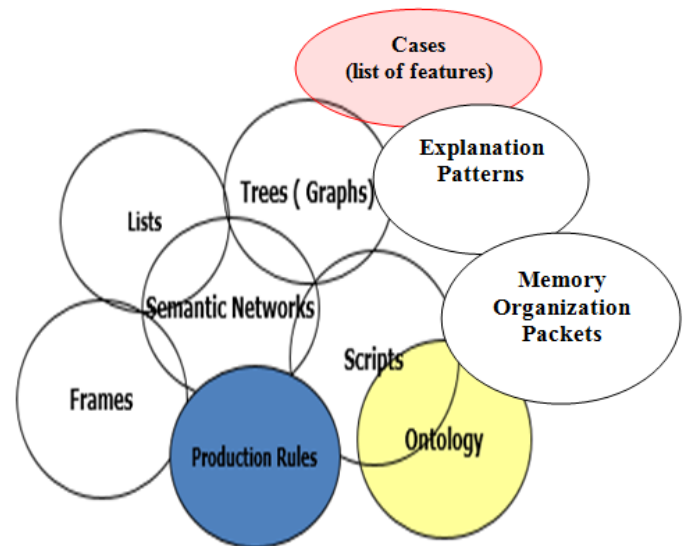 Cases
(list of features)
Explanation
Patterns
Trees ( Graphs)
Lists
Memory
Organization
Packets
Semantic Networks
Scripts
Frames
Ontology
Production Rules